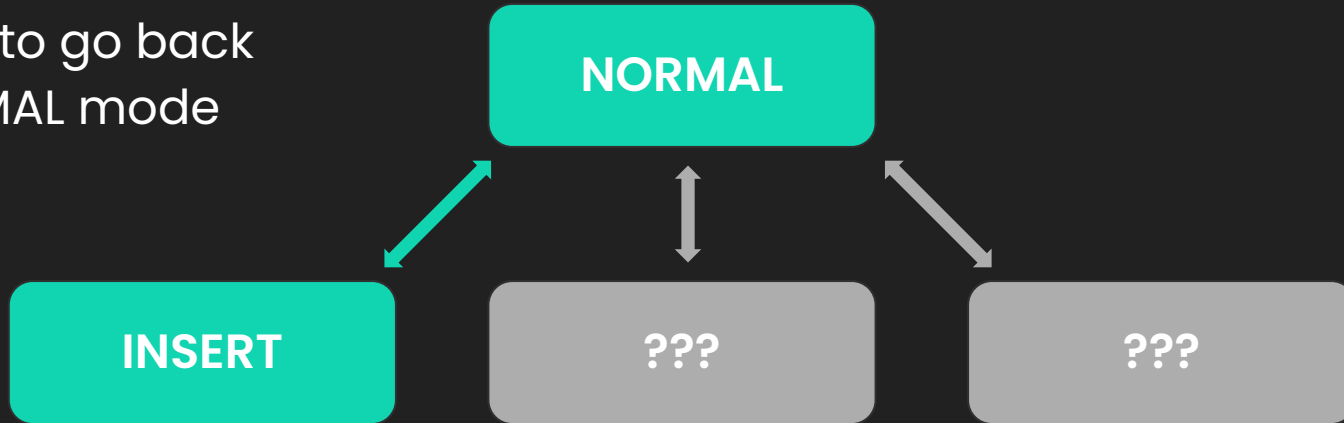 to go back
MAL mode
NORMAL
INSERT
???
???